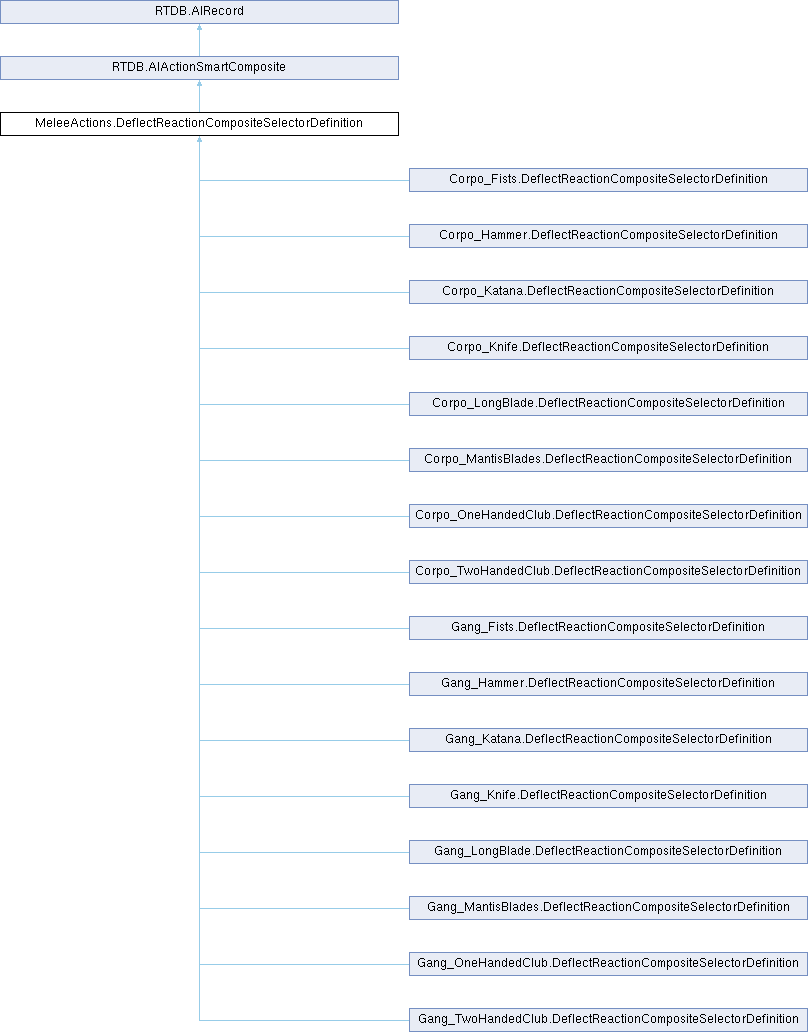 RTDB.AIRecord
RTDB.AIActionSmartComposite
MeleeActions.DeflectReactionCompositeSelectorDefinition
Corpo_Fists.DeflectReactionCompositeSelectorDefinition
Corpo_Hammer.DeflectReactionCompositeSelectorDefinition
Corpo_Katana.DeflectReactionCompositeSelectorDefinition
Corpo_Knife.DeflectReactionCompositeSelectorDefinition
Corpo_LongBlade.DeflectReactionCompositeSelectorDefinition
Corpo_MantisBlades.DeflectReactionCompositeSelectorDefinition
Corpo_OneHandedClub.DeflectReactionCompositeSelectorDefinition
Corpo_TwoHandedClub.DeflectReactionCompositeSelectorDefinition
Gang_Fists.DeflectReactionCompositeSelectorDefinition
Gang_Hammer.DeflectReactionCompositeSelectorDefinition
Gang_Katana.DeflectReactionCompositeSelectorDefinition
Gang_Knife.DeflectReactionCompositeSelectorDefinition
Gang_LongBlade.DeflectReactionCompositeSelectorDefinition
Gang_MantisBlades.DeflectReactionCompositeSelectorDefinition
Gang_OneHandedClub.DeflectReactionCompositeSelectorDefinition
Gang_TwoHandedClub.DeflectReactionCompositeSelectorDefinition